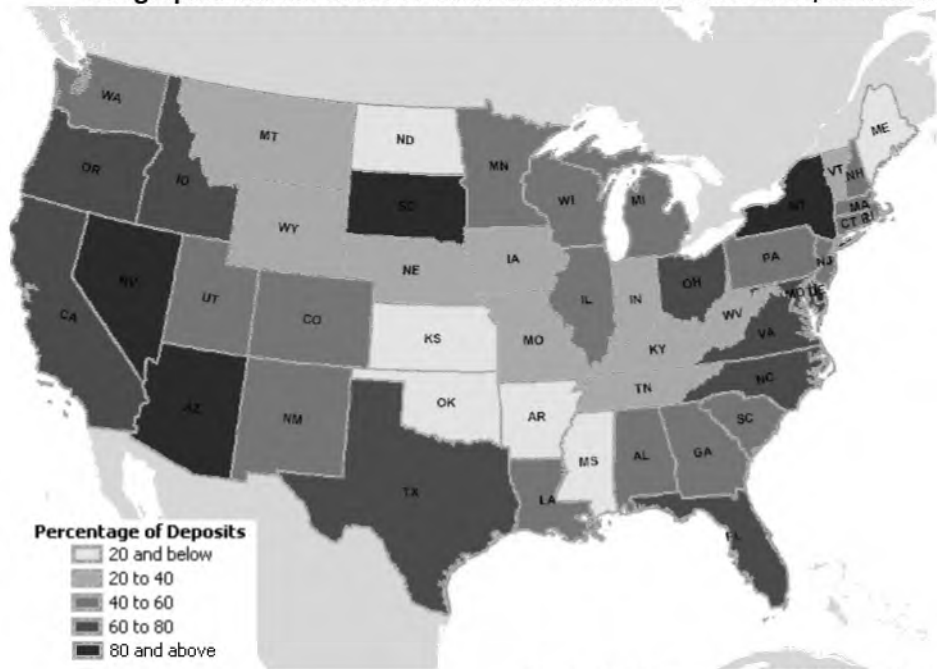 WA
MT
ND
ME
OR
ID
MN
VT
NH
SD
WI
MI
NY
MA
CT RI
WY
IA
NE
PA
NJ
NV
UT
IL
IN
OH
MD
DE
CA
CO
WV
VA
KS
MO
KY
NC
TN
AZ
NM
OK
AR
SC
MS
AL
GA
TX
LA
FL
Percentage of Deposits
20 and below
20 to 40
40 to 60
60 to 80
80 and above